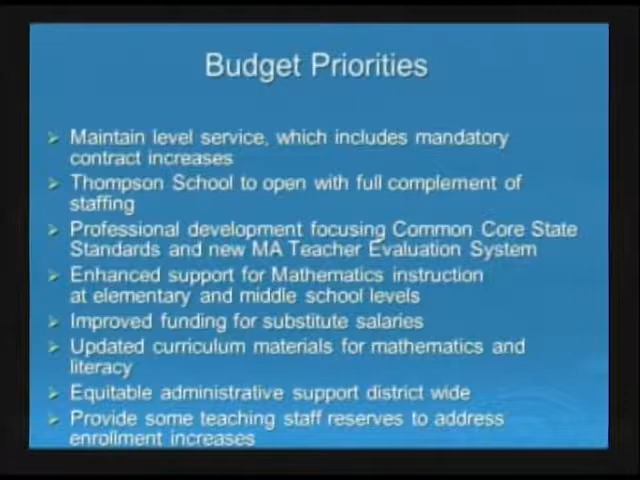 Budget Priorities
Maintain level service, which includes mandatory
contract increases
Thompson School to open with full complement of
staffing
Professional development focusing Common Core State
Standards and new MA Teacher Evaluation System
Enhanced support for Mathematics instruction
at elementary and middle school levels
Improved funding for substitute salaries
Updated curriculum materials for mathematics and
literacy
Equitable administrative support district wide
Provide some teaching staff reserves to address
enrollment increases